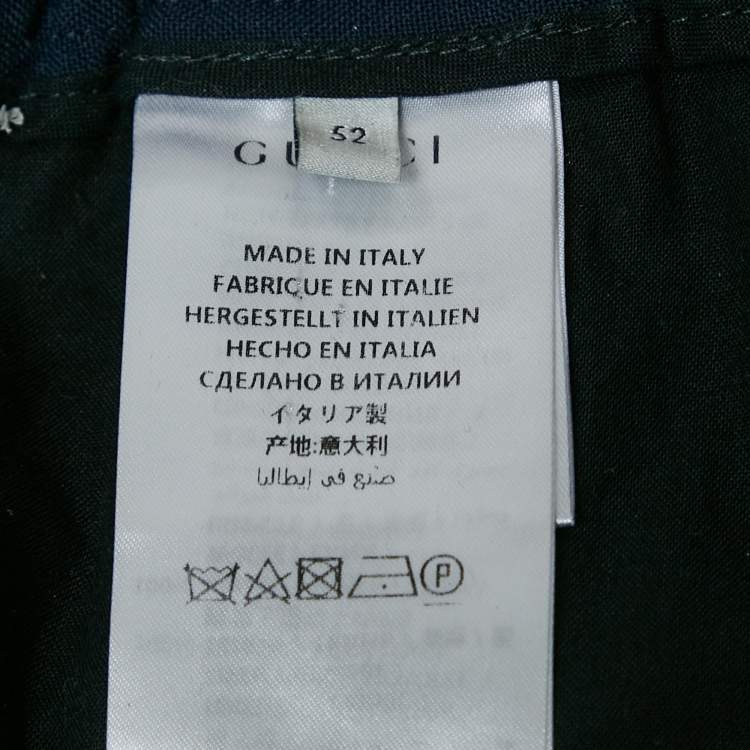 52
GUCCI
MADE IN ITALY
FABRIQUE EN ITALIE
HERGESTELLT IN ITALIEN
HECHO EN ITALIA
СДЕЛАНО В ИТАЛИИ
イタリア製
产地:意大利
صنع في إيطاليا
P